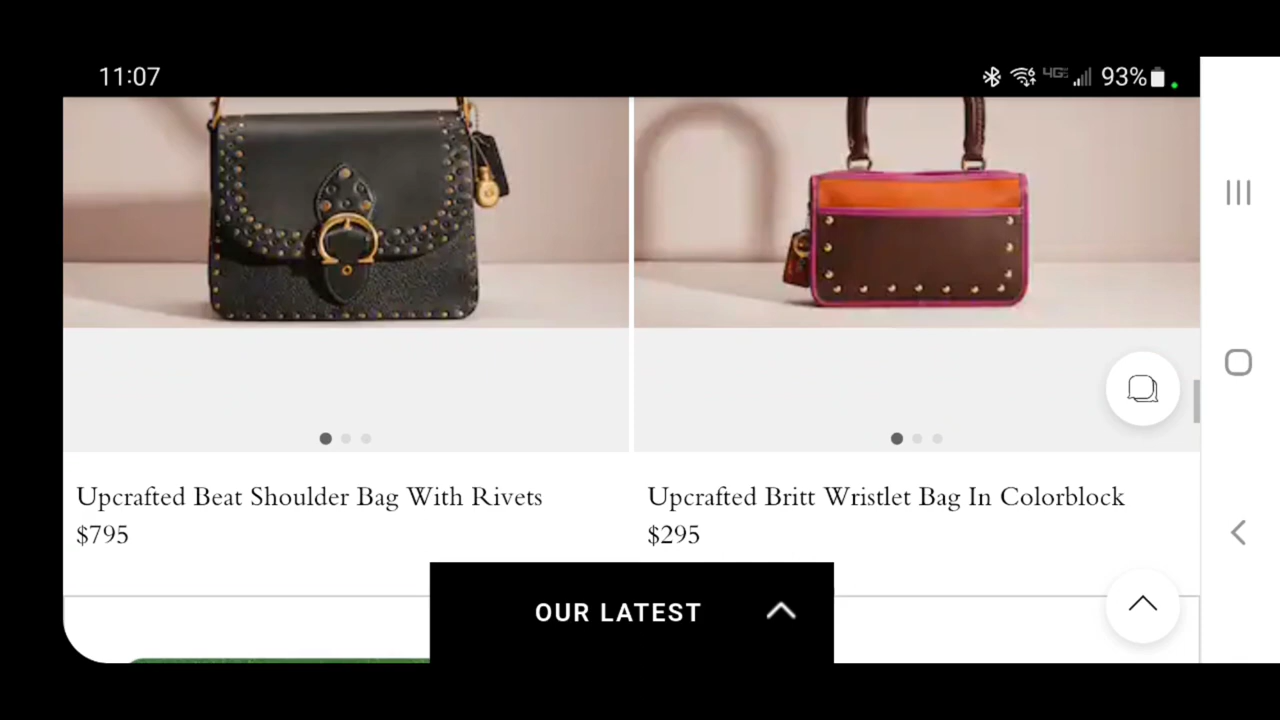 11:07
4G 93%
Upcrafted Beat Shoulder Bag With Rivets
$795
Upcrafted Britt Wristlet Bag In Colorblock
$295
OUR LATEST